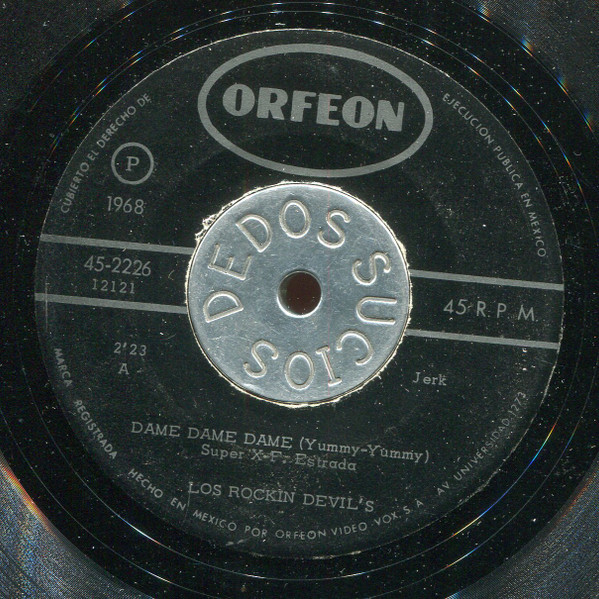 ORFEON
CUBIERTO EL DERECHO DE
EJECUCION PUBLICA EN MEXICO
P
1968
45-2226
12121
45 R.P.M.
DEDOS SUCIOS
2'23
A
Jerk
DAME DAME DAME (Yummy-Yummy)
Super X-F-Estrada
LOS ROCKIN DEVIL'S
MARCA REGISTRADA HECHO EN MEXICO POR ORFEON VIDEO VOX, S. A. AV. UNIVERSIDAD 1273